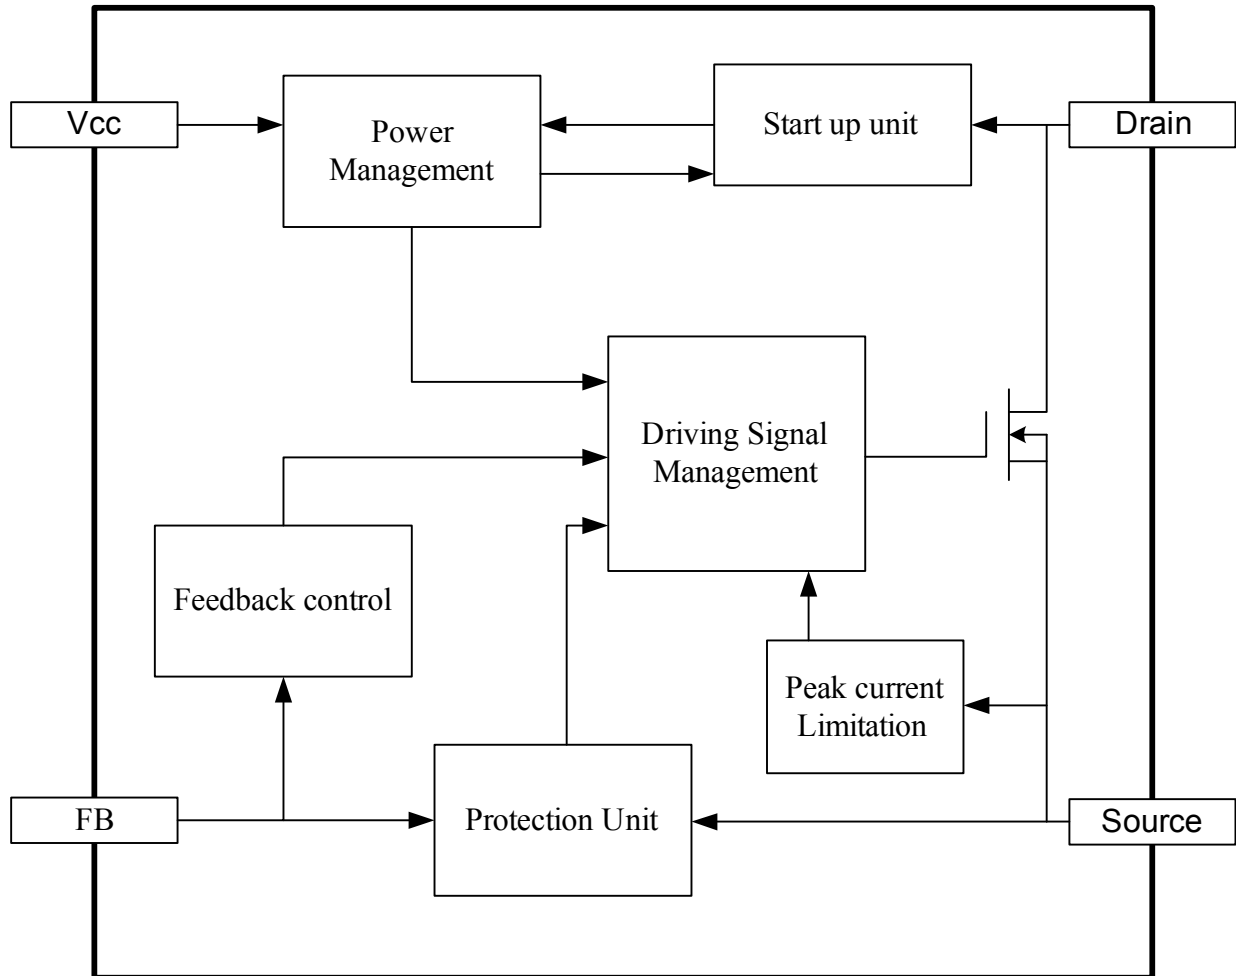 Vcc
Power
Management
Start up unit
Drain
Driving Signal
Management
Feedback control
Peak current
Limitation
FB
Protection Unit
Source